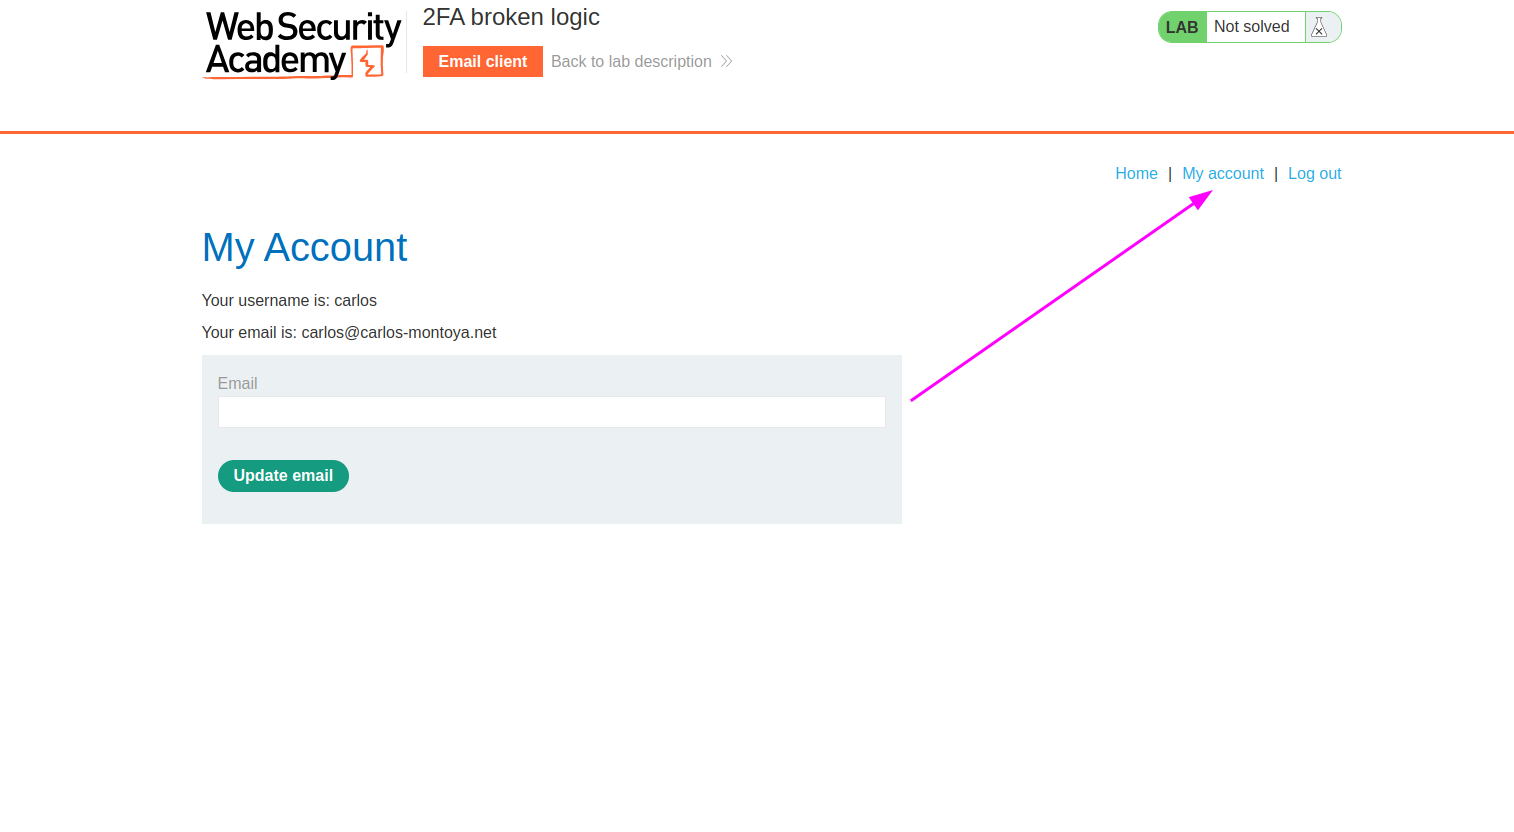 Web Security
Academy
2FA broken logic
Email client
Back to lab description
LAB
Not solved
Home | My account | Log out
My Account
Your username is: carlos
Your email is: carlos@carlos-montoya.net
Email
Update email